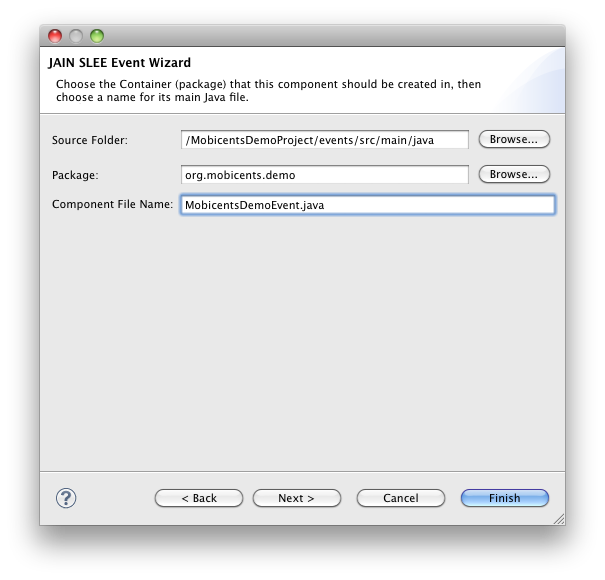 JAIN SLEE Event Wizard
Choose the Container (package) that this component should be created in, then
choose a name for its main Java file.
Source Folder: /MobicentsDemoProject/events/src/main/java Browse...
Package: org.mobicents.demo Browse...
Component File Name: MobicentsDemoEvent.java
? < Back Next > Cancel Finish